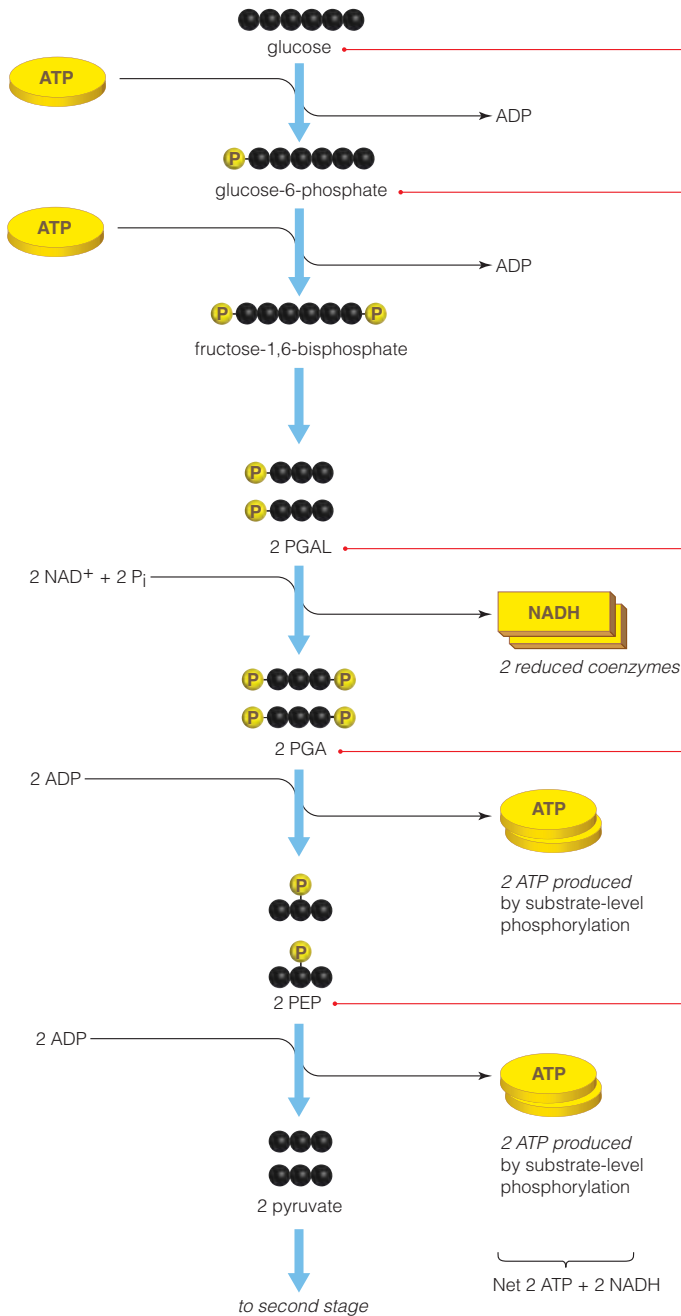 glucose
ATP
ADP
P
glucose-6-phosphate
ATP
ADP
P P
fructose-1,6-bisphosphate
P
P
2 PGAL
2 NAD+ + 2 Pi
NADH
2 reduced coenzymes
P P
P P
2 PGA
2 ADP
ATP
2 ATP produced
by substrate-level
phosphorylation
P
P
2 PEP
2 ADP
ATP
2 ATP produced
by substrate-level
phosphorylation
2 pyruvate
Net 2 ATP + 2 NADH
to second stage